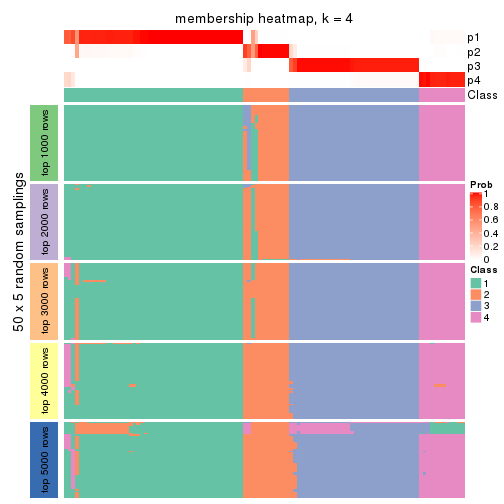 membership heatmap, k = 4
p1
p2
p3
p4
Class
50 x 5 random samplings
top 1000 rows
top 2000 rows
top 3000 rows
top 4000 rows
top 5000 rows
Prob
1
0.8
0.6
0.4
0.2
0
Class
1
2
3
4